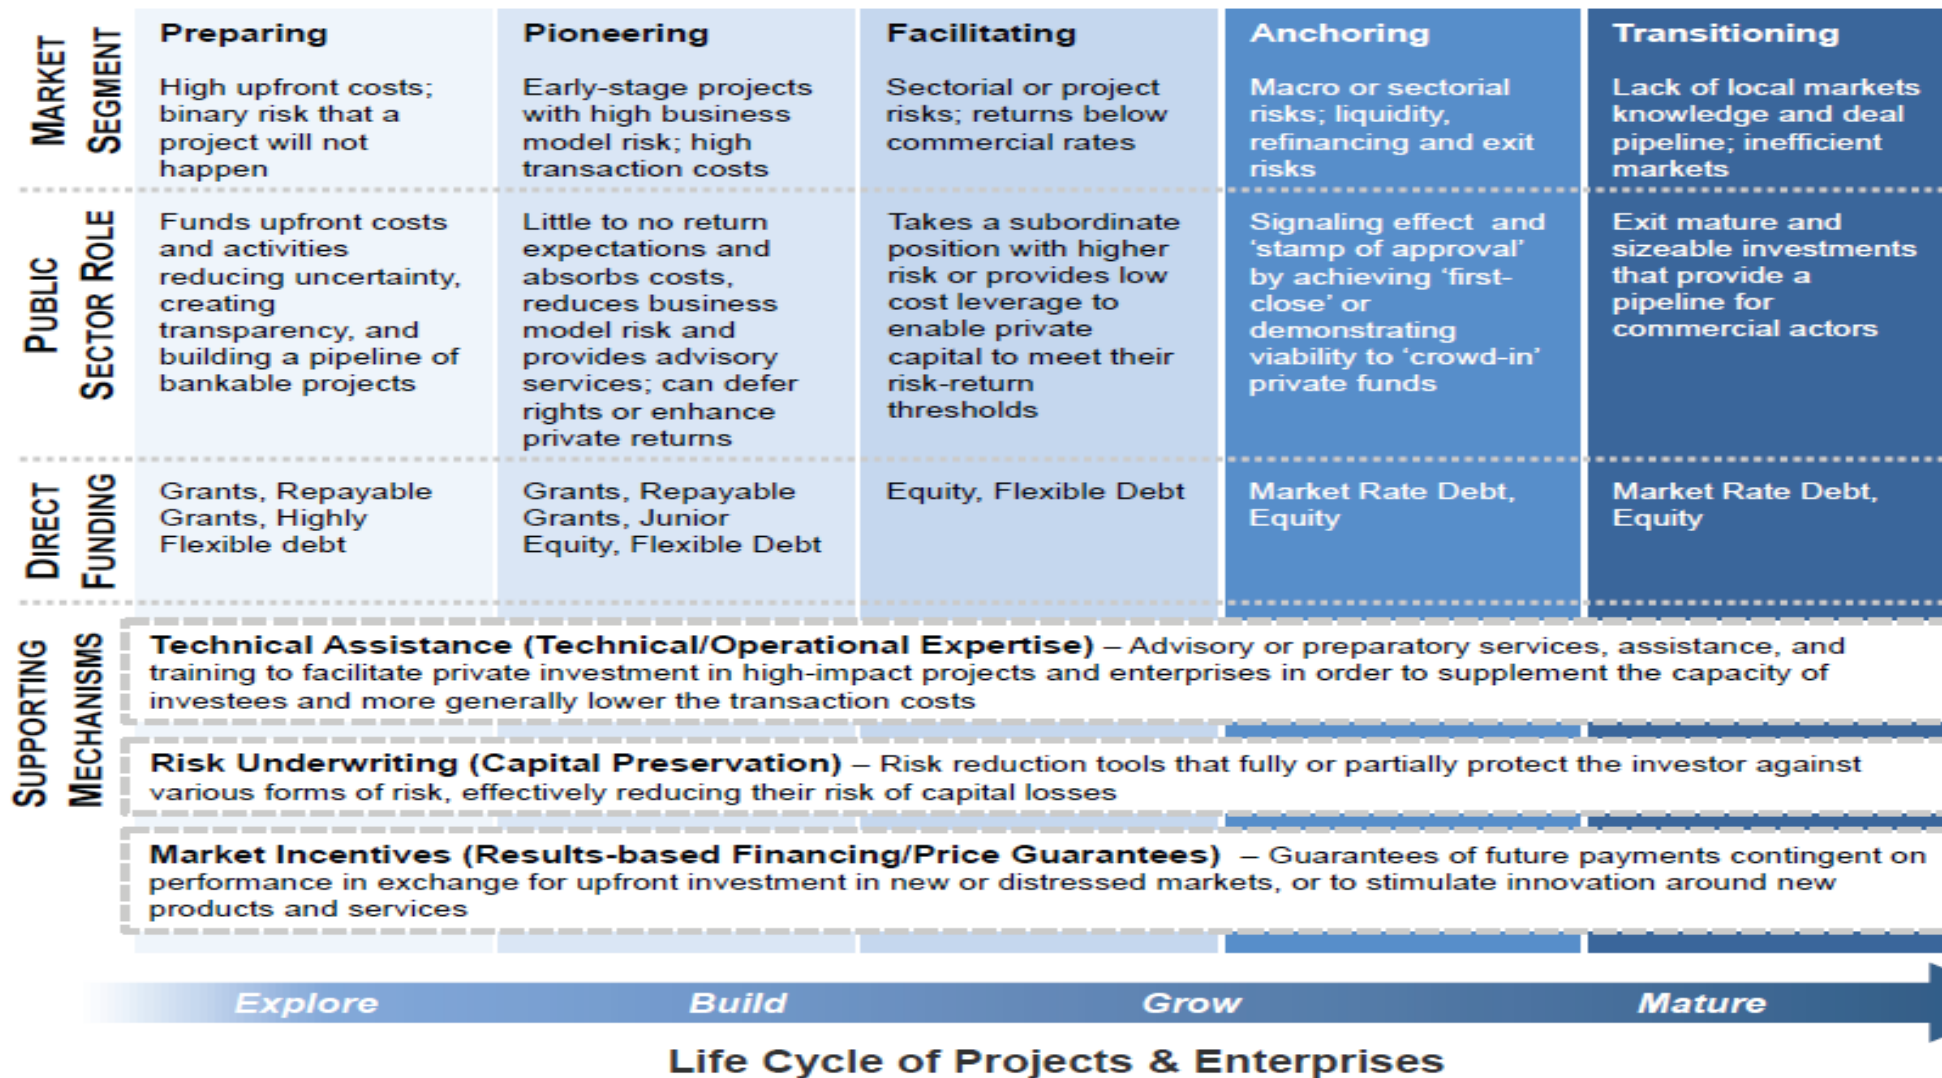 MARKET
SEGMENT
Preparing
High upfront costs;
binary risk that a
project will not
happen
Pioneering
Early-stage projects
with high business
model risk; high
transaction costs
Facilitating
Sectorial or project
risks; returns below
commercial rates
Anchoring
Macro or sectorial
risks; liquidity,
refinancing and exit
risks
Transitioning
Lack of local markets
knowledge and deal
pipeline; inefficient
markets
PUBLIC
SECTOR ROLE
Funds upfront costs
and activities
reducing uncertainty,
creating
transparency, and
building a pipeline of
bankable projects
Little to no return
expectations and
absorbs costs,
reduces business
model risk and
provides advisory
services; can defer
rights or enhance
private returns
Takes a subordinate
position with higher
risk or provides low
cost leverage to
enable private
capital to meet their
risk-return
thresholds
Signaling effect and
‘stamp of approval’
by achieving ‘first-
close’ or
demonstrating
viability to ‘crowd-in’
private funds
Exit mature and
sizeable investments
that provide a
pipeline for
commercial actors
DIRECT
FUNDING
Grants, Repayable
Grants, Highly
Flexible debt
Grants, Repayable
Grants, Junior
Equity, Flexible Debt
Equity, Flexible Debt
Market Rate Debt,
Equity
Market Rate Debt,
Equity
SUPPORTING
MECHANISMS
Technical Assistance (Technical/Operational Expertise) – Advisory or preparatory services, assistance, and
training to facilitate private investment in high-impact projects and enterprises in order to supplement the capacity of
investees and more generally lower the transaction costs
Risk Underwriting (Capital Preservation) – Risk reduction tools that fully or partially protect the investor against
various forms of risk, effectively reducing their risk of capital losses
Market Incentives (Results-based Financing/Price Guarantees) – Guarantees of future payments contingent on
performance in exchange for upfront investment in new or distressed markets, or to stimulate innovation around new
products and services
Explore
Build
Grow
Mature
Life Cycle of Projects & Enterprises